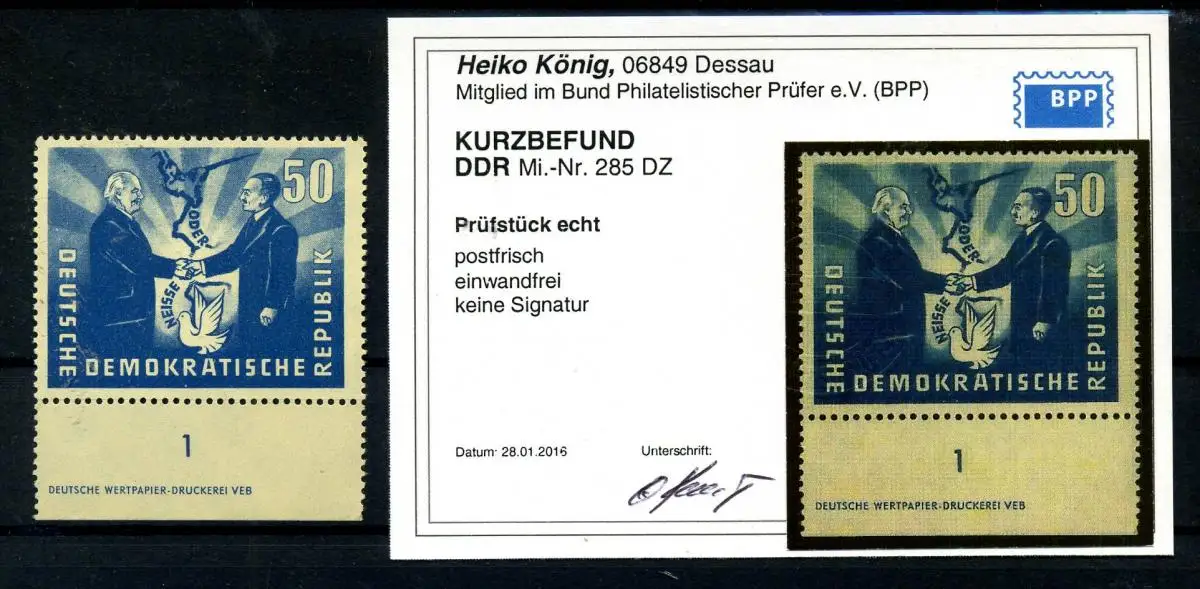 50
ODER
NEISSE
DEUTSCHE
DEMOKRATISCHE
REPUBLIK
1
DEUTSCHE WERTPAPIER-DRUCKEREI VEB
Heiko König, 06849 Dessau
Mitglied im Bund Philatelistischer Prüfer e.V. (BPP)
BPP
KURZBEFUND
DDR Mi.-Nr. 285 DZ
Prüfstück echt
postfrisch
einwandfrei
keine Signatur
Datum: 28.01.2016
Unterschrift:
50
ODER
NEISSE
DEUTSCHE
DEMOKRATISCHE
REPUBLIK
1
DEUTSCHE WERTPAPIER-DRUCKEREI VEB